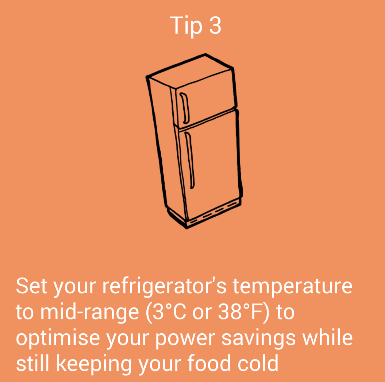 Tip 3
Set your refrigerator's temperature
to mid-range (3°C or 38°F) to
optimise your power savings while
still keeping your food cold